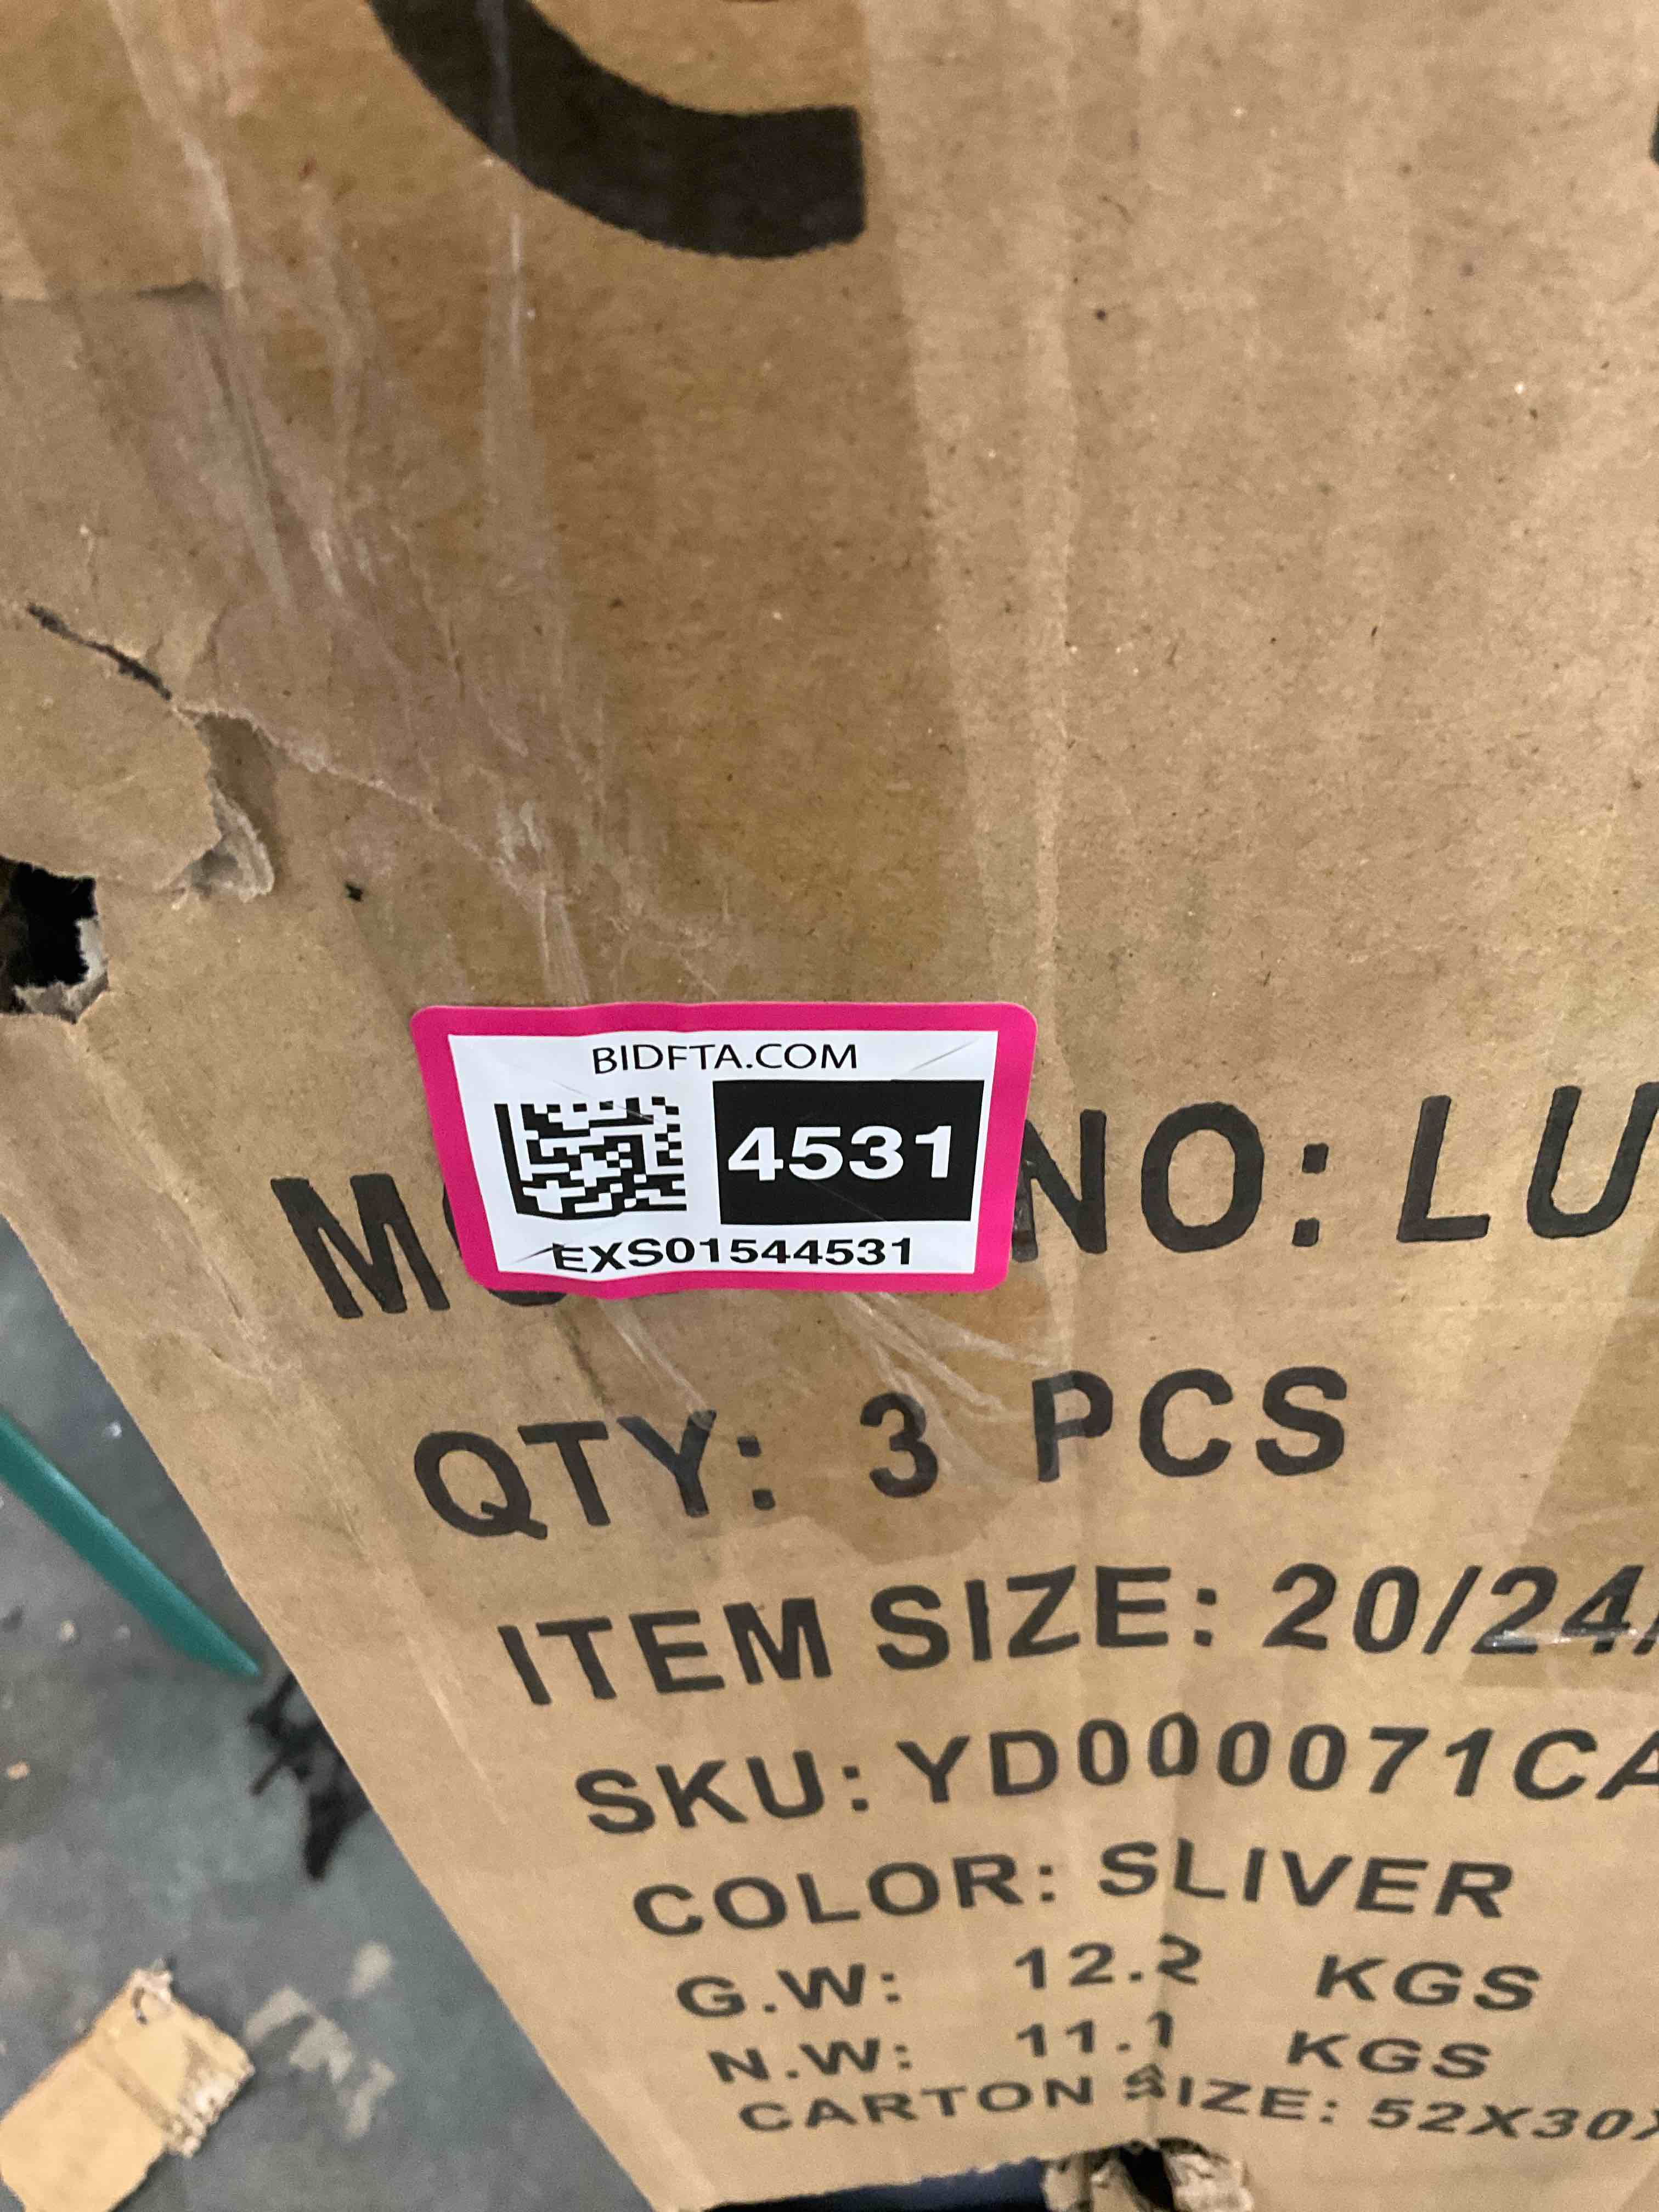 BIDFTA.COM
4531
EXS01544531
NO: LU
QTY: 3 PCS
ITEM SIZE: 20/24/
SKU: YD000071CA
COLOR: SLIVER
G.W: 12.2 KGS
N.W: 11.1 KGS
CARTON SIZE: 52X30X